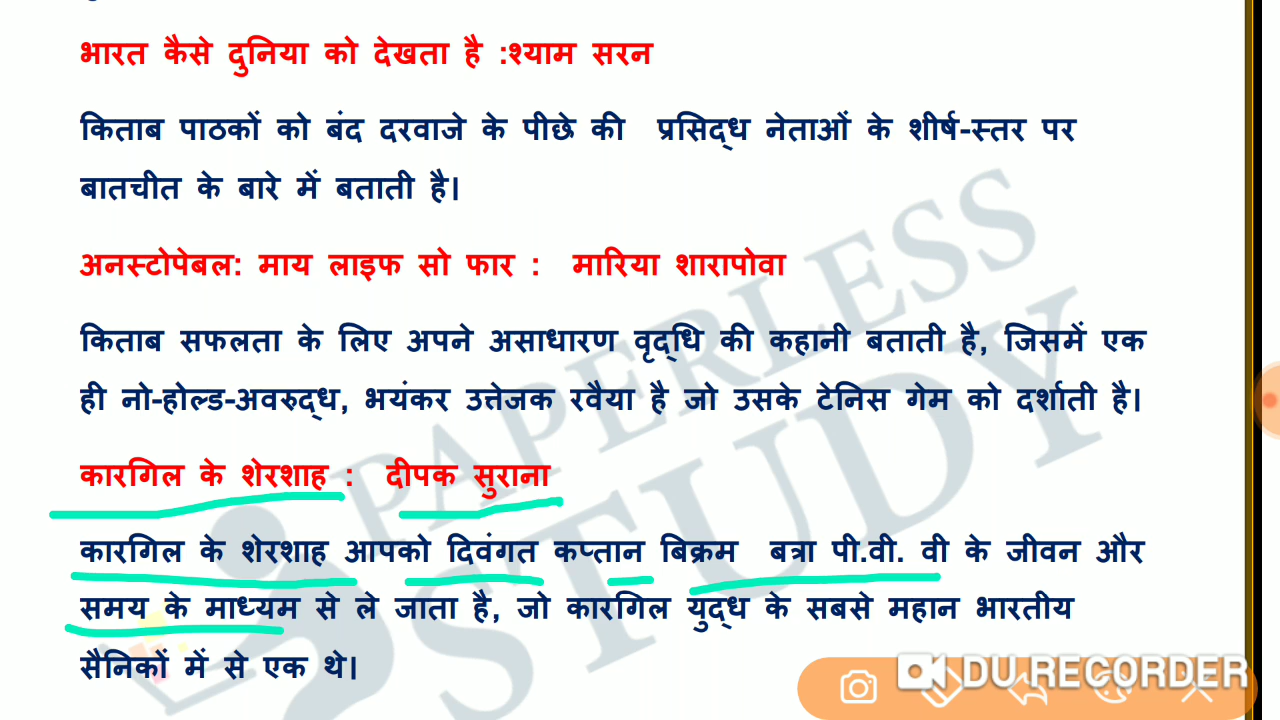 भारत कैसे दुनिया को देखता है :श्याम सरन
किताब पाठकों को बंद दरवाजे के पीछे की प्रसिद्ध नेताओं के शीर्ष-स्तर पर
बातचीत के बारे में बताती है।
अनस्टोपेबल: माय लाइफ सो फार : मारिया शारापोवा
किताब सफलता के लिए अपने असाधारण वृद्धि की कहानी बताती है, जिसमें एक
ही नो-होल्ड-अवरुद्ध, भयंकर उत्तेजक रवैया है जो उसके टेनिस गेम को दर्शाती है।
कारगिल के शेरशाह : दीपक सुराना
कारगिल के शेरशाह आपको दिवंगत कप्तान बिक्रम बत्रा पी.वी. वी के जीवन और
समय के माध्यम से ले जाता है, जो कारगिल युद्ध के सबसे महान भारतीय
सैनिकों में से एक थे।
PAPERLESS
STUDY
DU RECORDER